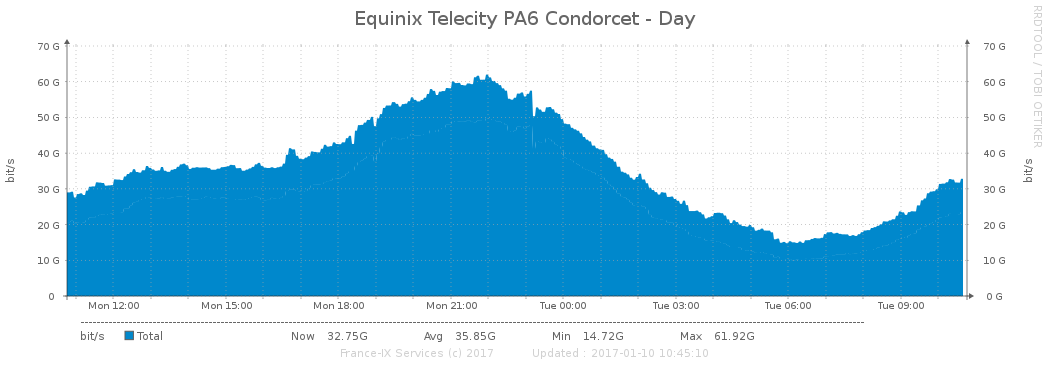 Equinix Telecity PA6 Condorcet - Day
RRDTOOL / TOBI OETIKER
bit/s
70 G
60 G
50 G
40 G
30 G
20 G
10 G
0
70 G
60 G
50 G
40 G
30 G
20 G
10 G
0 G
bit/s
Mon 12:00 Mon 15:00 Mon 18:00 Mon 21:00 Tue 00:00 Tue 03:00 Tue 06:00 Tue 09:00
bit/s Total Now 32.75G Avg 35.85G Min 14.72G Max 61.92G
France-IX Services (c) 2017 Updated : 2017-01-10 10:45:10